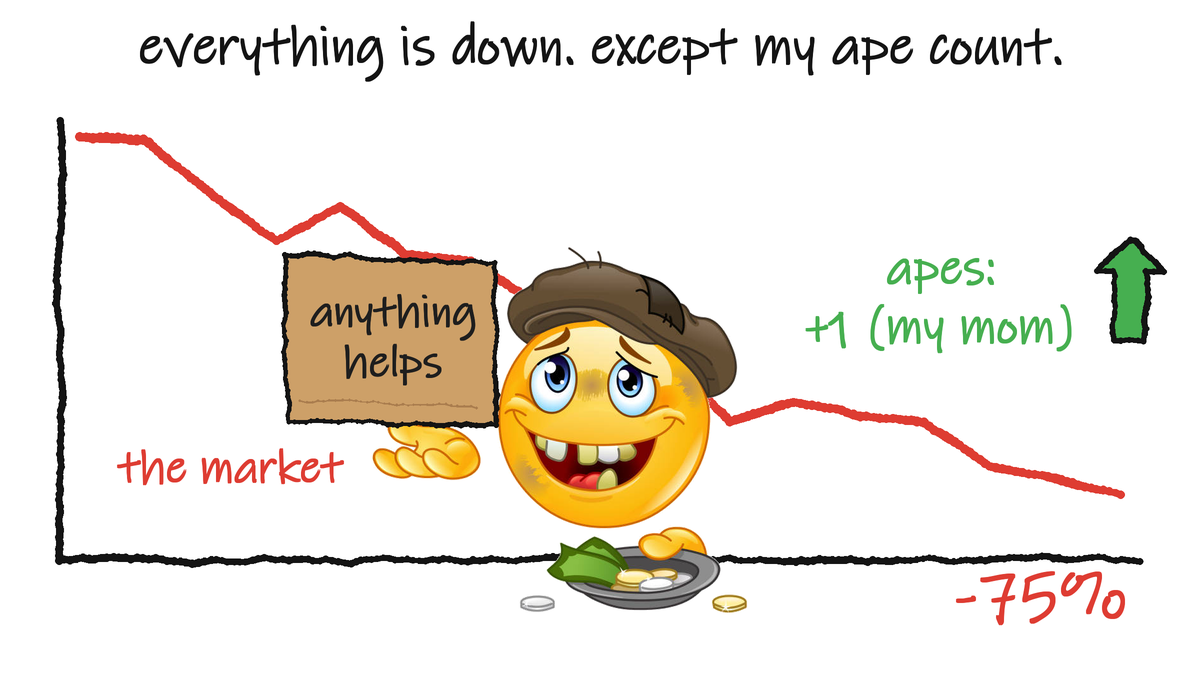 everything is down. except my ape count.
anything
helps
apes:
+1 (my mom)
the market
-75%